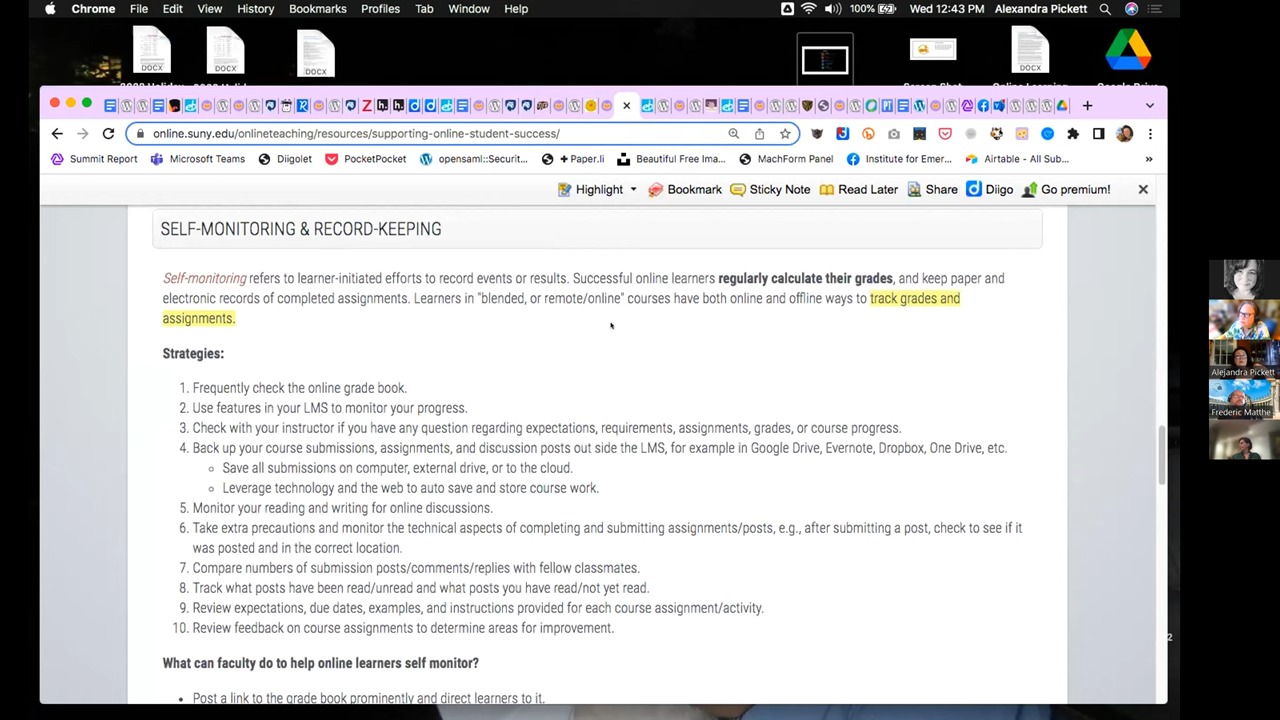 Chrome File Edit View History Bookmarks Profiles Tab Window Help 100% Wed 12:43 PM Alexandra Pickett
DOCX DOCX DOCX DOCX
online.suny.edu/onlineteaching/resources/supporting-online-student-success/
Summit Report Microsoft Teams Diigolet PocketPocket opensaml::Securit... + Paper.li Beautiful Free Ima... MachForm Panel Institute for Emer... Airtable - All Sub... »
Highlight Bookmark Sticky Note Read Later Share Diigo Go premium!
SELF-MONITORING & RECORD-KEEPING
Self-monitoring refers to learner-initiated efforts to record events or results. Successful online learners regularly calculate their grades, and keep paper and
electronic records of completed assignments. Learners in "blended, or remote/online" courses have both online and offline ways to track grades and
assignments.
Strategies:
1. Frequently check the online grade book.
2. Use features in your LMS to monitor your progress.
3. Check with your instructor if you have any question regarding expectations, requirements, assignments, grades, or course progress.
4. Back up your course submissions, assignments, and discussion posts out side the LMS, for example in Google Drive, Evernote, Dropbox, One Drive, etc.
Save all submissions on computer, external drive, or to the cloud.
Leverage technology and the web to auto save and store course work.
5. Monitor your reading and writing for online discussions.
6. Take extra precautions and monitor the technical aspects of completing and submitting assignments/posts, e.g., after submitting a post, check to see if it
was posted and in the correct location.
7. Compare numbers of submission posts/comments/replies with fellow classmates.
8. Track what posts have been read/unread and what posts you have read/not yet read.
9. Review expectations, due dates, examples, and instructions provided for each course assignment/activity.
10. Review feedback on course assignments to determine areas for improvement.
What can faculty do to help online learners self monitor?
• Post a link to the grade book prominently and direct learners to it.
Alejandra Pickett
Frederic Matthe
2